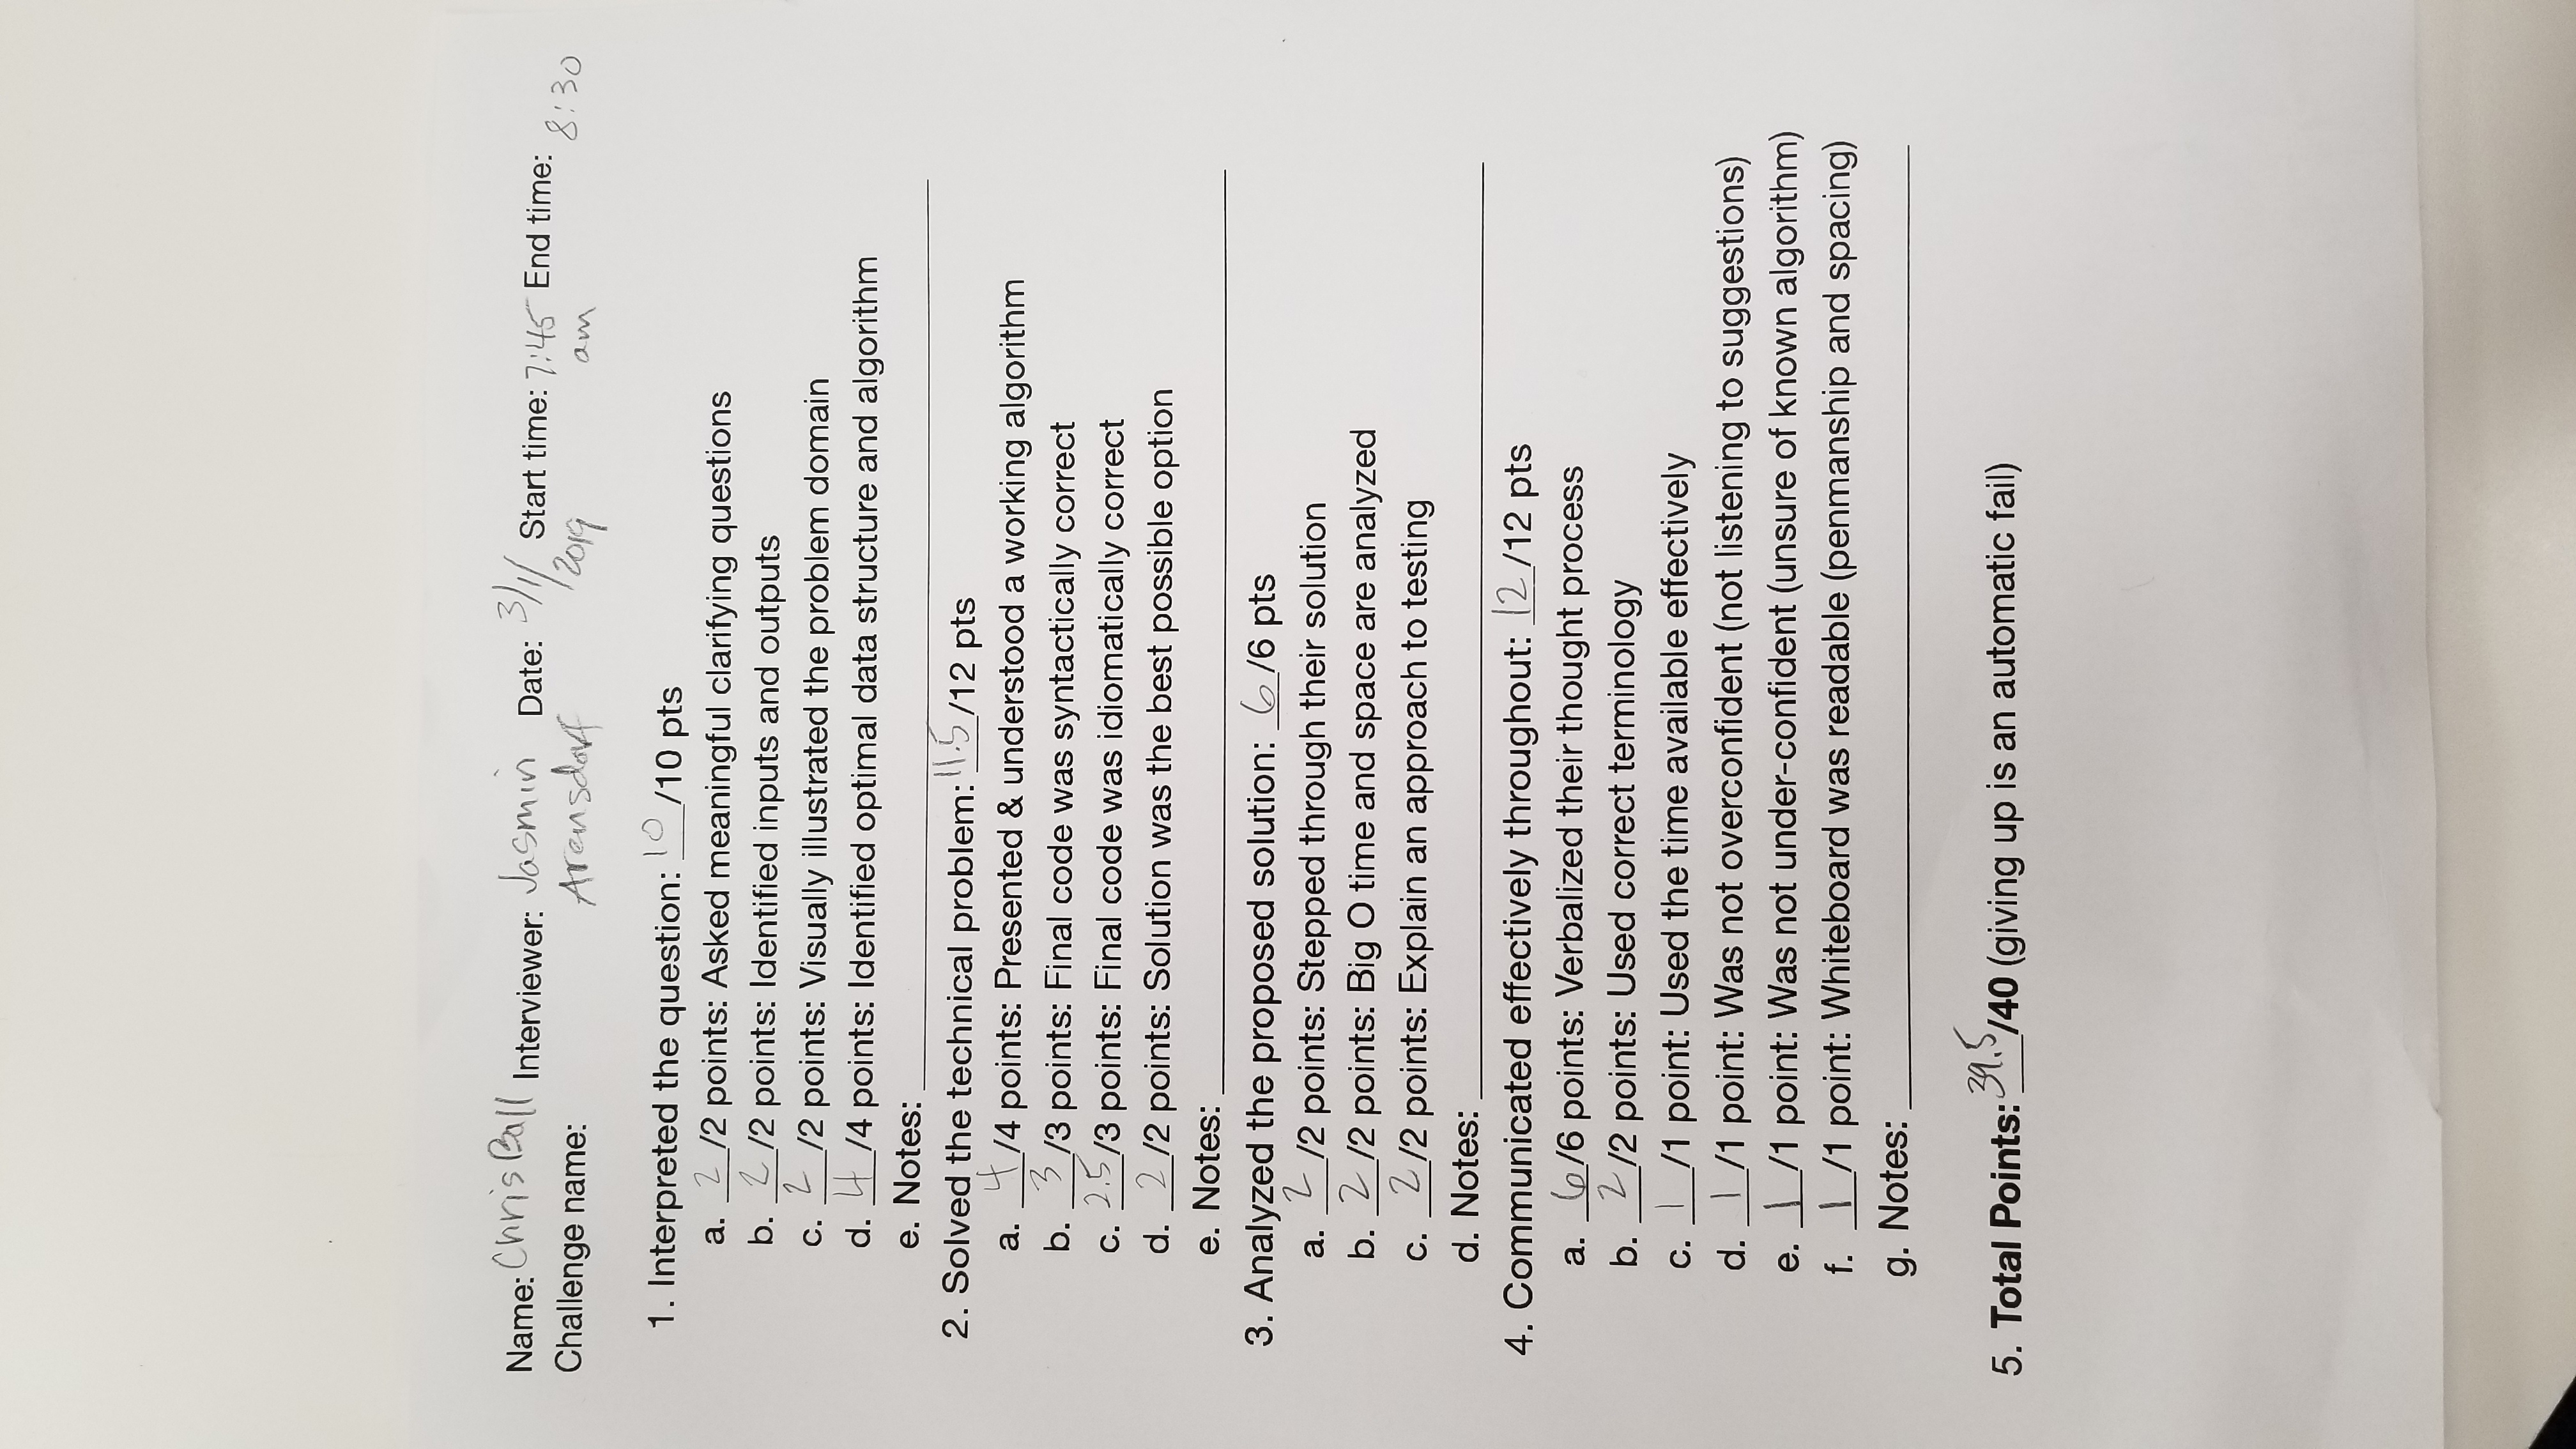 Name: Chris Ball Interviewer: Jasmin Date: 3/1/ Start time: 7:45 End time: 8:30
Challenge name: Arensdorf /2019 am
1. Interpreted the question: 10/10 pts
a. 2/2 points: Asked meaningful clarifying questions
b. 2/2 points: Identified inputs and outputs
c. 2/2 points: Visually illustrated the problem domain
d. 4/4 points: Identified optimal data structure and algorithm
e. Notes:
2. Solved the technical problem: 11.5/12 pts
a. 4/4 points: Presented & understood a working algorithm
b. 3/3 points: Final code was syntactically correct
c. 2.5/3 points: Final code was idiomatically correct
d. 2/2 points: Solution was the best possible option
e. Notes:
3. Analyzed the proposed solution: 6/6 pts
a. 2/2 points: Stepped through their solution
b. 2/2 points: Big O time and space are analyzed
c. 2/2 points: Explain an approach to testing
d. Notes:
4. Communicated effectively throughout: 12/12 pts
a. 6/6 points: Verbalized their thought process
b. 2/2 points: Used correct terminology
c. 1/1 point: Used the time available effectively
d. 1/1 point: Was not overconfident (not listening to suggestions)
e. 1/1 point: Was not under-confident (unsure of known algorithm)
f. 1/1 point: Whiteboard was readable (penmanship and spacing)
g. Notes:
5. Total Points: 39.5/40 (giving up is an automatic fail)